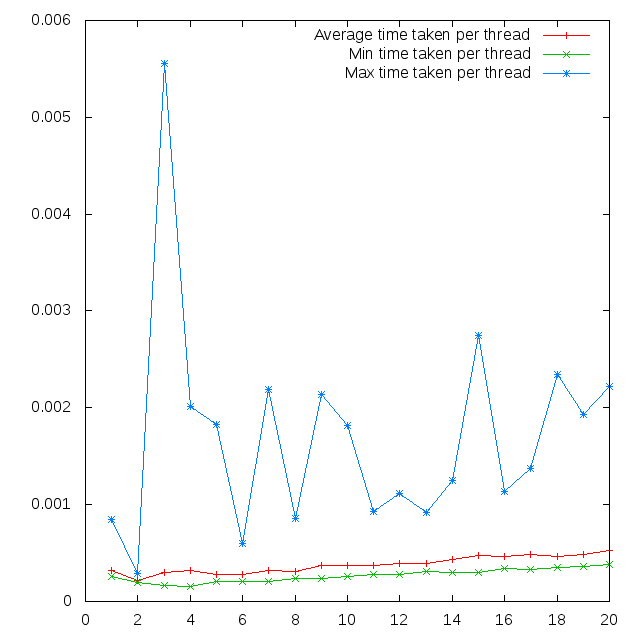 0.006
Average time taken per thread
Min time taken per thread
Max time taken per thread
0.005
0.004
0.003
0.002
0.001
0
0 2 4 6 8 10 12 14 16 18 20